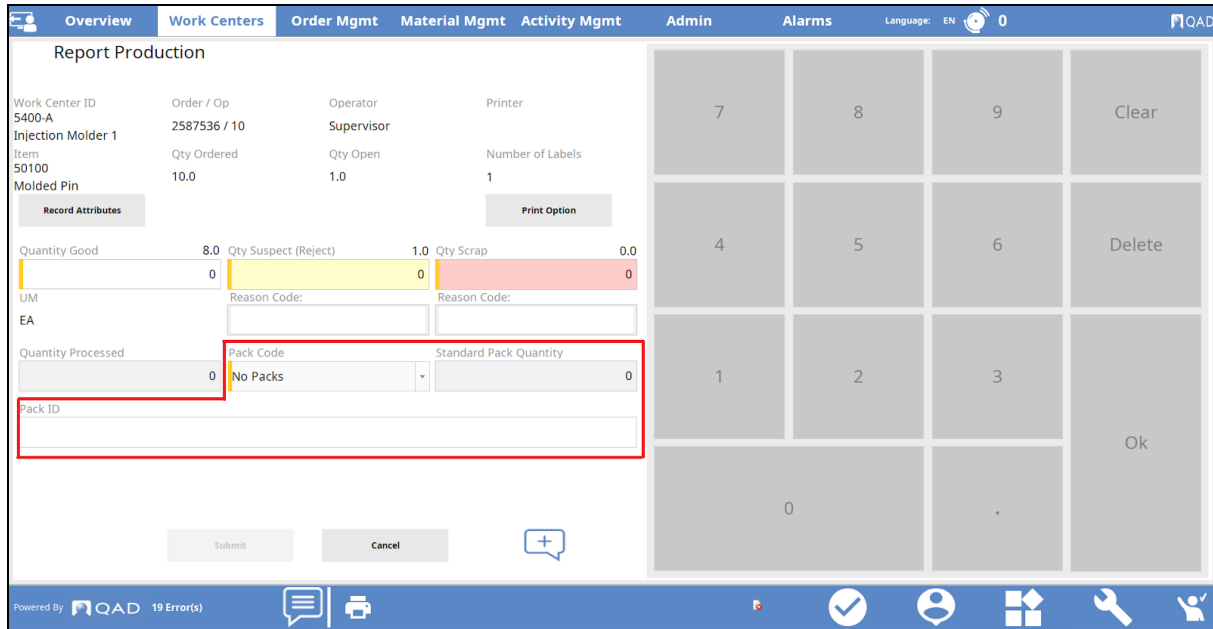 Overview Work Centers Order Mgmt Material Mgmt Activity Mgmt Admin Alarms Language: EN 0 QAD
Report Production
Work Center ID Order / Op Operator Printer
5400-A 2587536 / 10 Supervisor
Injection Molder 1
Item Qty Ordered Qty Open Number of Labels
50100 10.0 1.0 1
Molded Pin
Record Attributes Print Option
Quantity Good 8.0 Qty Suspect (Reject) 1.0 Qty Scrap 0.0
0 0 0
UM Reason Code: Reason Code:
EA
Quantity Processed Pack Code Standard Pack Quantity
0 No Packs 0
Pack ID
Submit Cancel
7 8 9 Clear
4 5 6 Delete
1 2 3
Ok
0 .
Powered By QAD 19 Error(s)